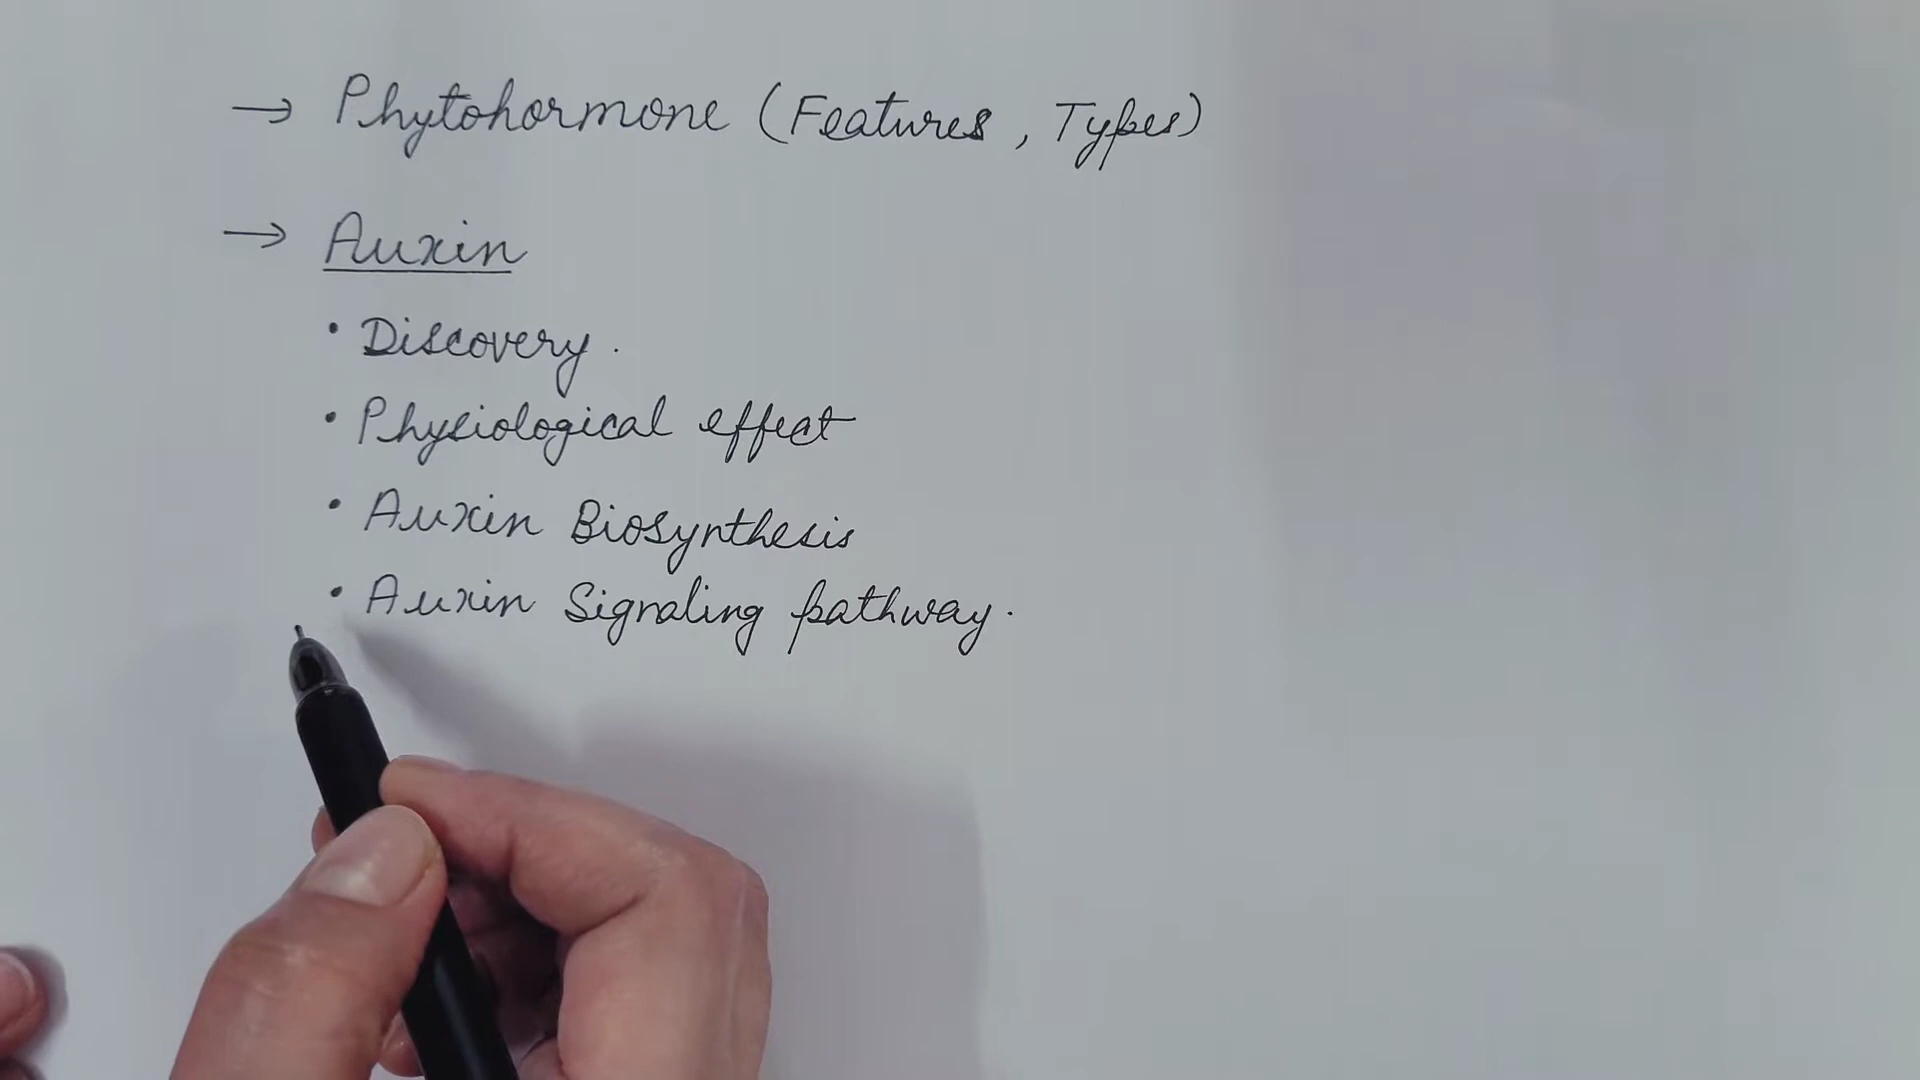 → Phytohormone (Features, Types)
→ Auxin
• Discovery.
• Physiological effect
• Auxin Biosynthesis
• Auxin Signaling pathway.